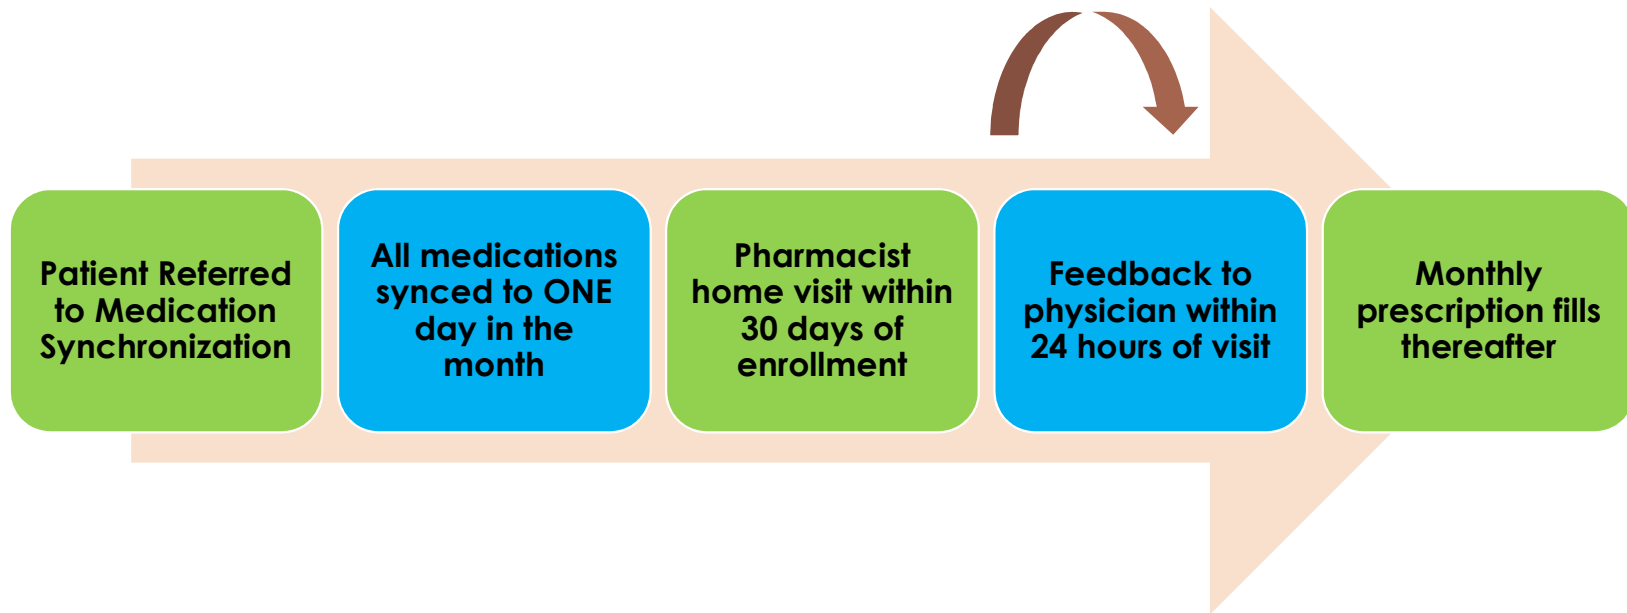 Patient Referred
to Medication
Synchronization
All medications
synced to ONE
day in the
month
Pharmacist
home visit within
30 days of
enrollment
Feedback to
physician within
24 hours of visit
Monthly
prescription fills
thereafter